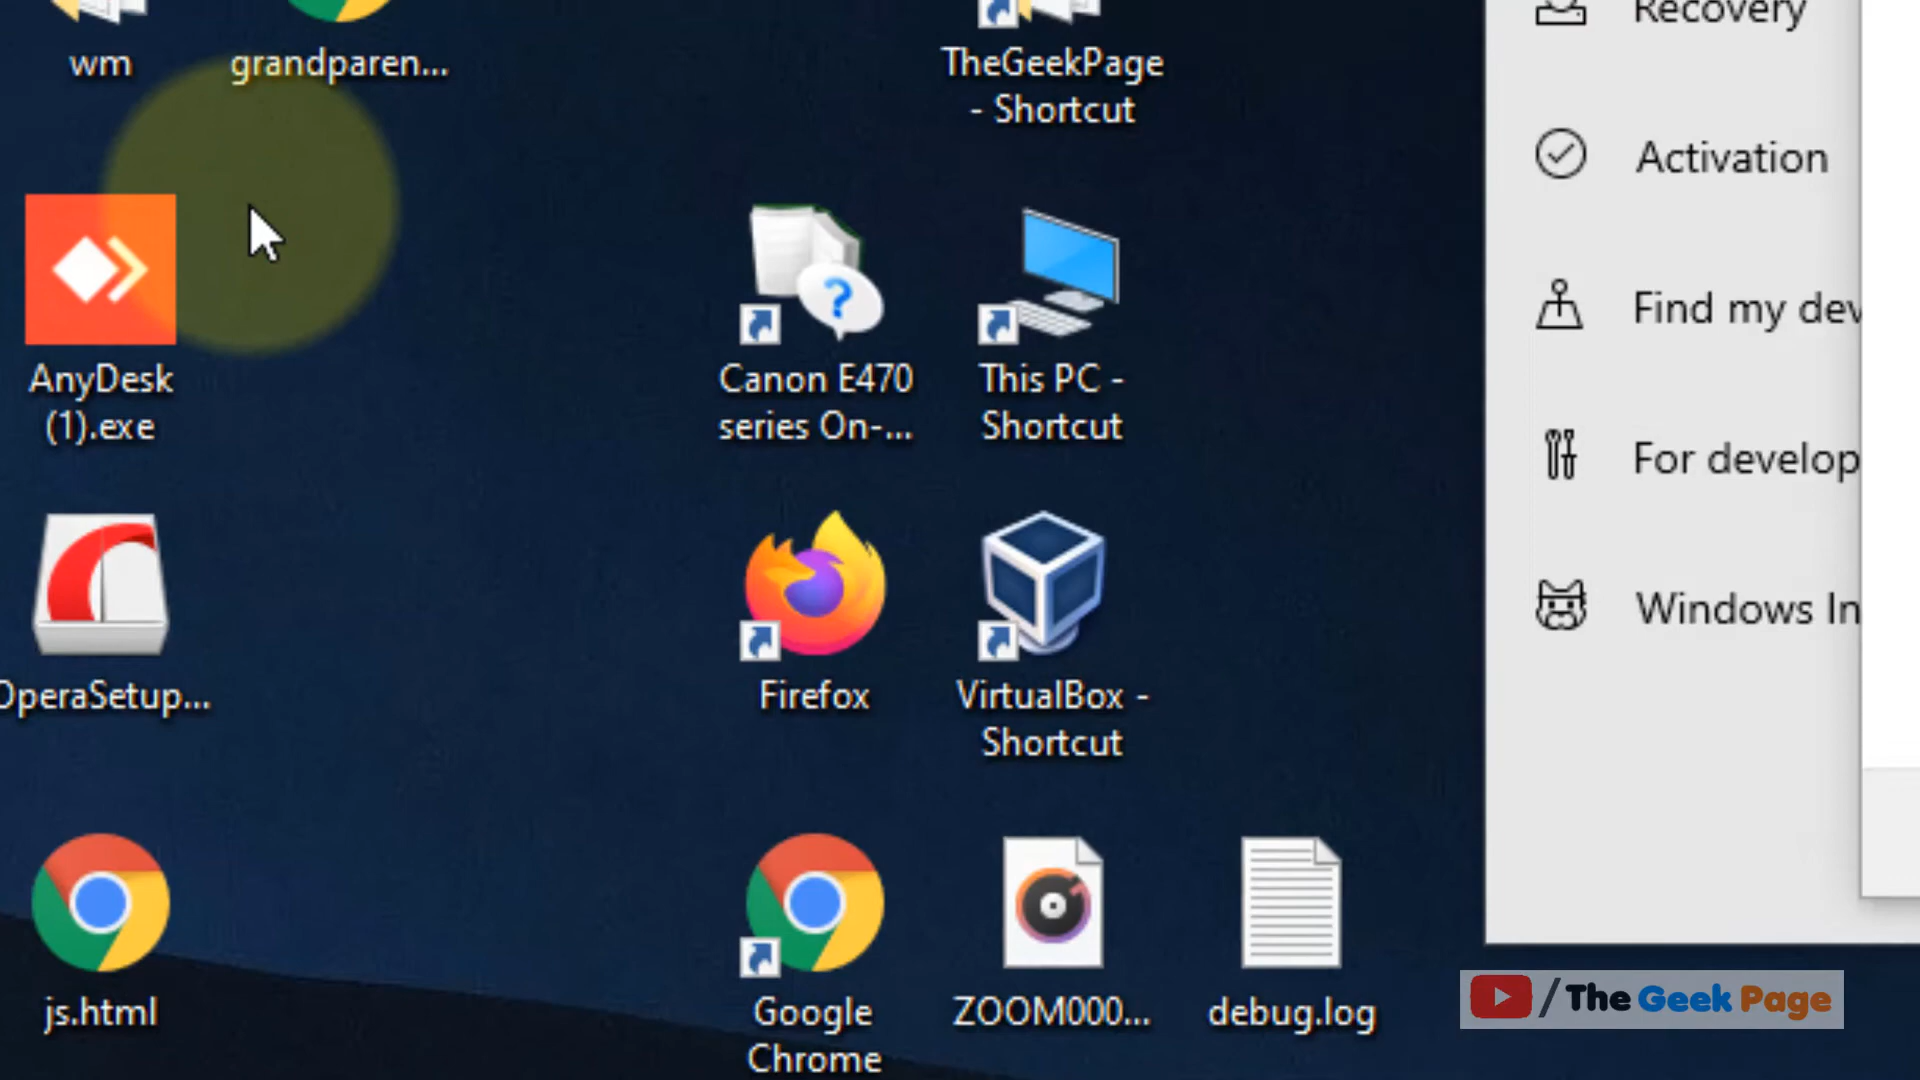 wm
grandparen...
TheGeekPage
- Shortcut
AnyDesk
(1).exe
Canon E470
series On-...
This PC -
Shortcut
OperaSetup...
Firefox
VirtualBox -
Shortcut
js.html
Google
Chrome
ZOOM000...
debug.log
Recovery
Activation
Find my dev
For develop
Windows In
/The Geek Page